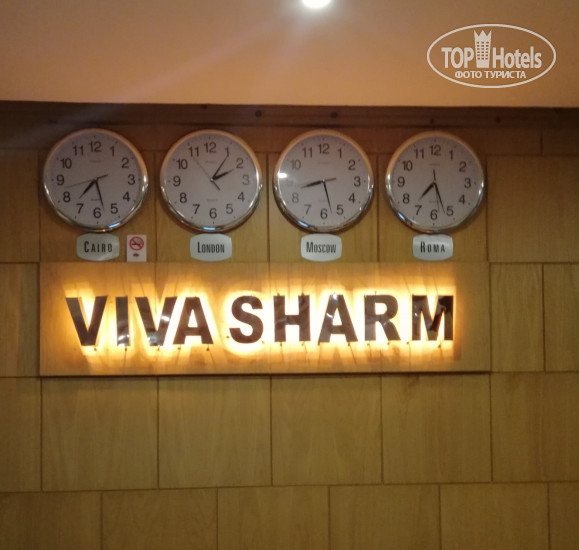 TOP Hotels
ФОТО ТУРИСТА
CAIRO
LONDON
MOSCOW
ROMA
VIVA SHARM